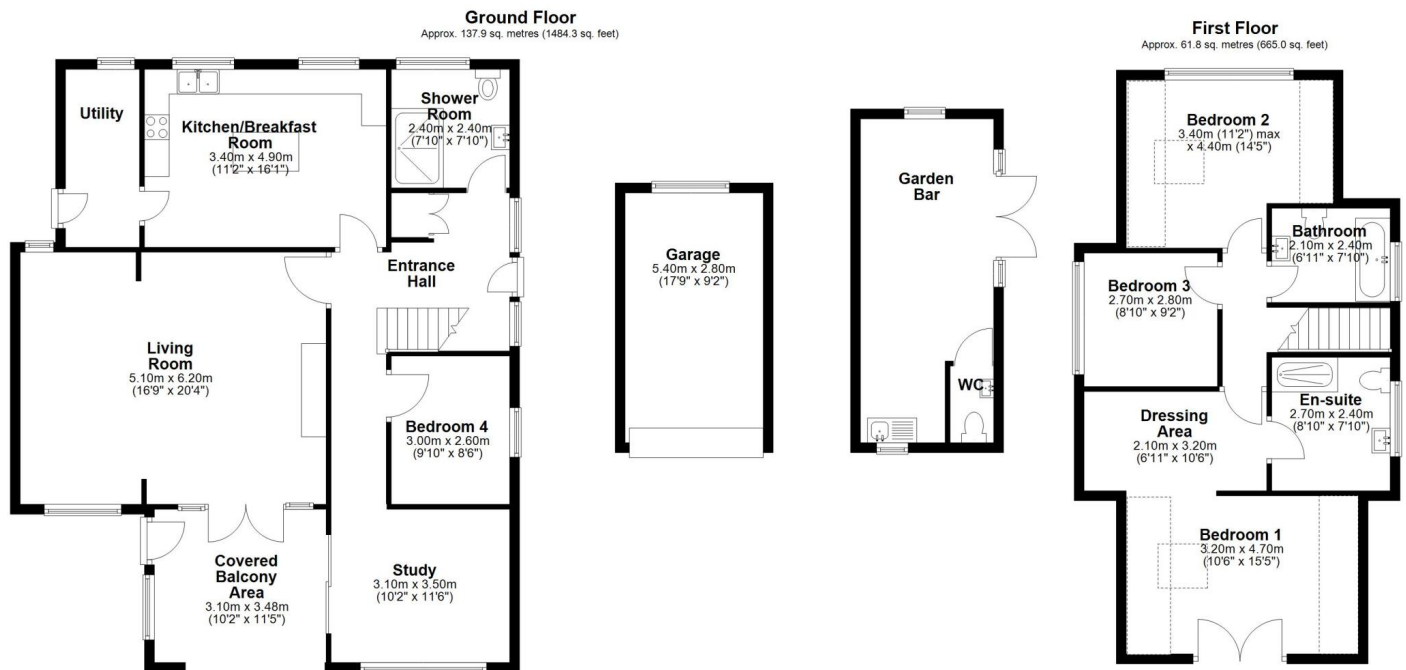 Ground Floor
Approx. 137.9 sq. metres (1484.3 sq. feet)
Utility
Kitchen/Breakfast
Room
3.40m x 4.90m
(11'2" x 16'1")
Shower
Room
2.40m x 2.40m
(7'10" x 7'10")
Entrance
Hall
Living
Room
5.10m x 6.20m
(16'9" x 20'4")
Bedroom 4
3.00m x 2.60m
(9'10" x 8'6")
Covered
Balcony
Area
3.10m x 3.48m
(10'2" x 11'5")
Study
3.10m x 3.50m
(10'2" x 11'6")
Garage
5.40m x 2.80m
(17'9" x 9'2")
Garden
Bar
WC
First Floor
Approx. 61.8 sq. metres (665.0 sq. feet)
Bedroom 2
3.40m (11'2") max
x 4.40m (14'5")
Bathroom
2.10m x 2.40m
(6'11" x 7'10")
Bedroom 3
2.70m x 2.80m
(8'10" x 9'2")
En-suite
2.70m x 2.40m
(8'10" x 7'10")
Dressing
Area
2.10m x 3.20m
(6'11" x 10'6")
Bedroom 1
3.20m x 4.70m
(10'6" x 15'5")